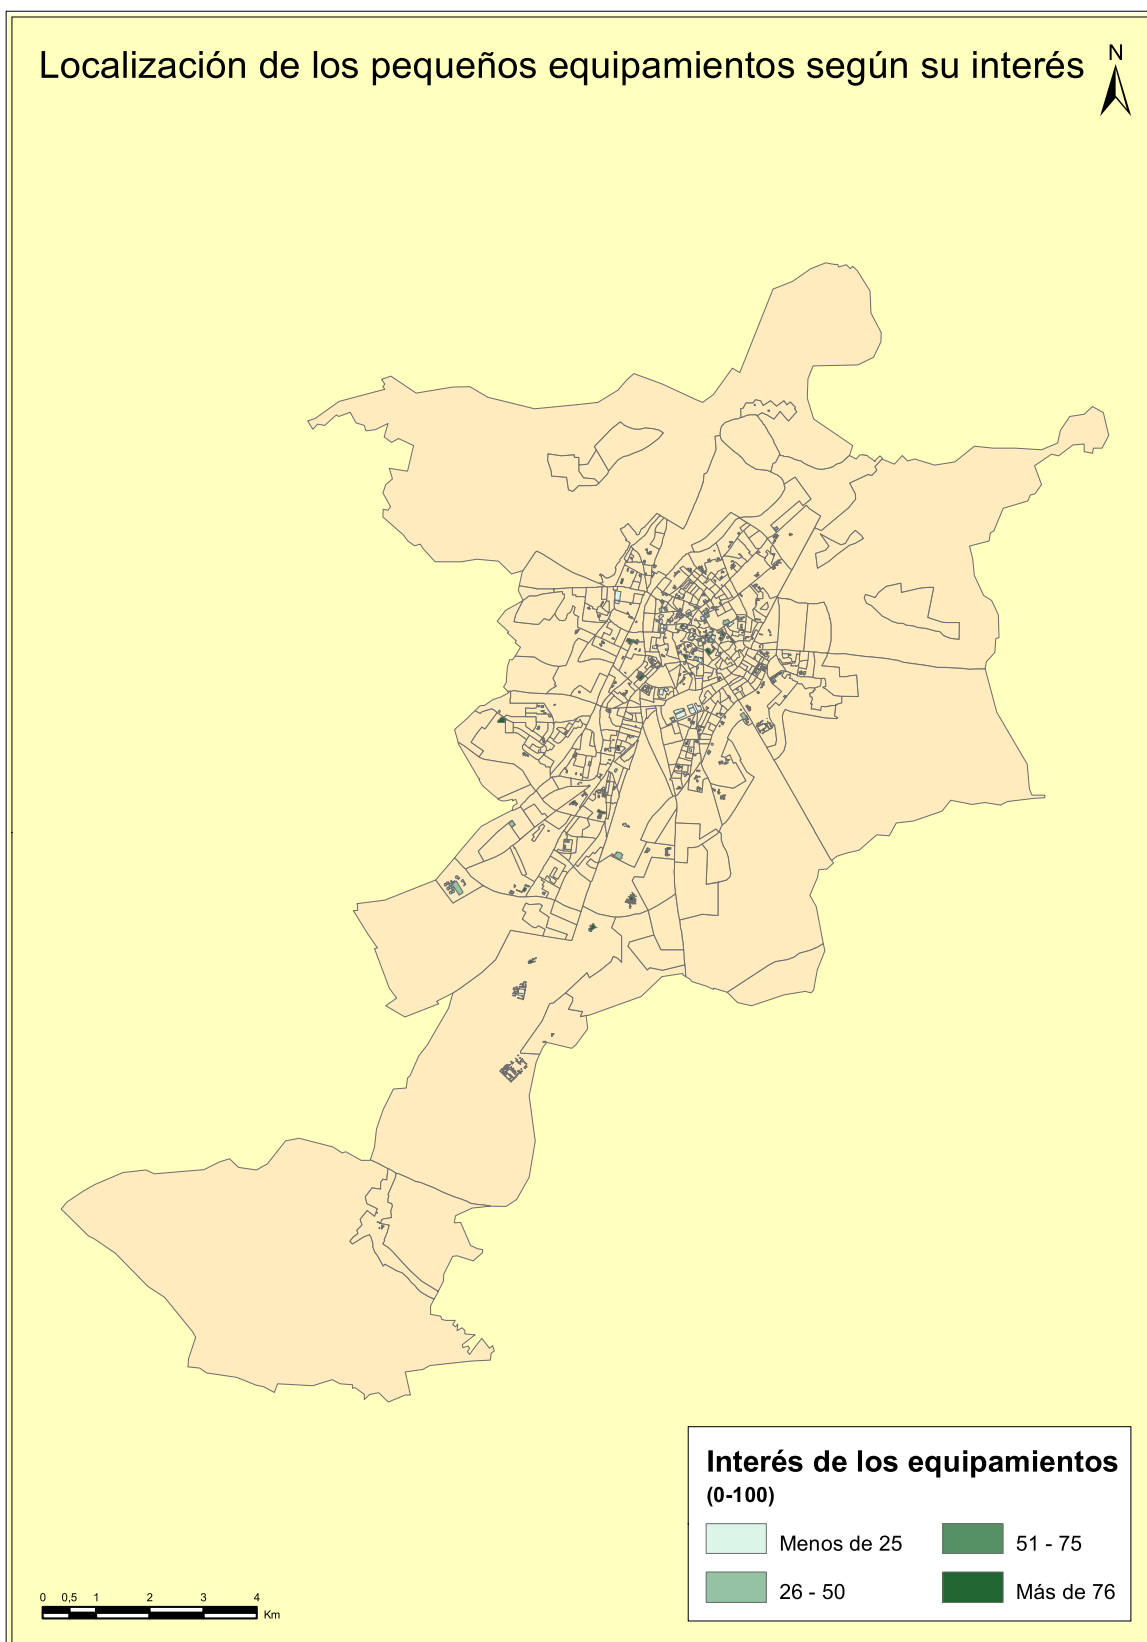 Localización de los pequeños equipamientos según su interés
N
Interés de los equipamientos
(0-100)
Menos de 25
51 - 75
26 - 50
Más de 76
0 0,5 1 2 3 4
Km